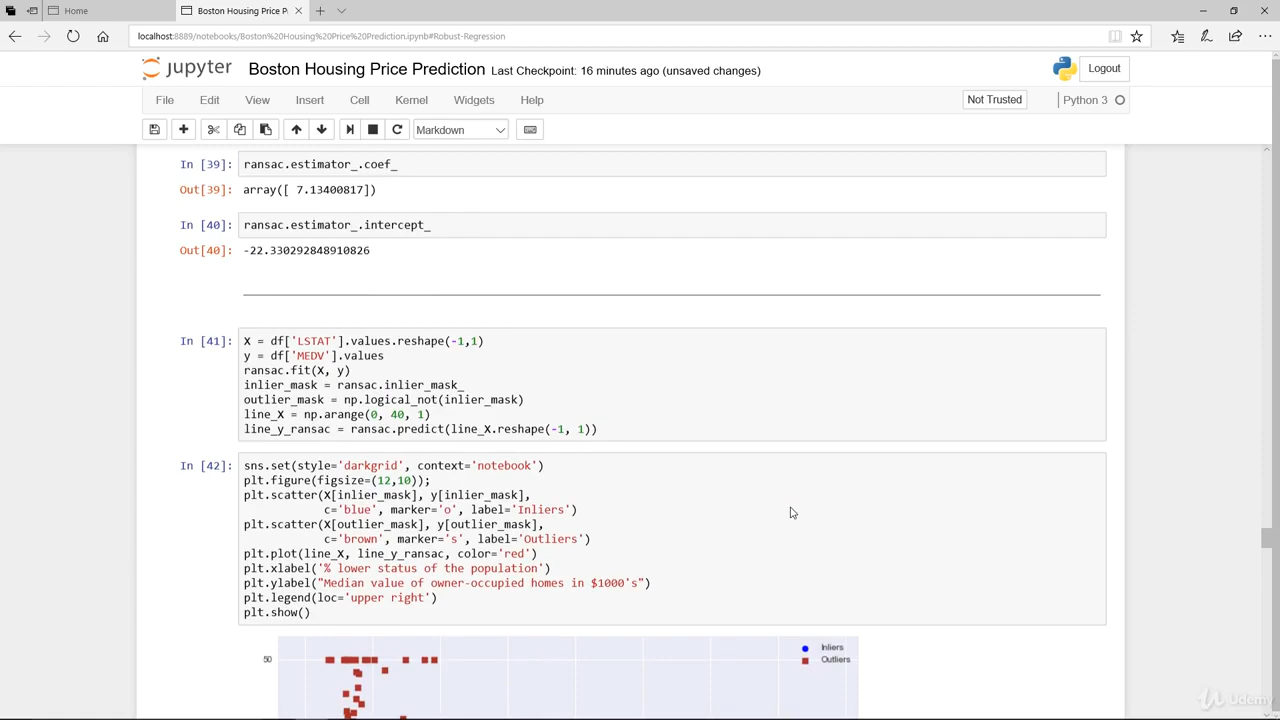 Home
Boston Housing Price P
localhost:8889/notebooks/Boston%20Housing%20Price%20Prediction.ipynb#Robust-Regression
jupyter Boston Housing Price Prediction Last Checkpoint: 16 minutes ago (unsaved changes)
Logout
File Edit View Insert Cell Kernel Widgets Help
Not Trusted
Python 3
Markdown
In [39]: ransac.estimator_.coef_
Out[39]: array([ 7.13400817])
In [40]: ransac.estimator_.intercept_
Out[40]: -22.330292848910826
In [41]: X = df['LSTAT'].values.reshape(-1,1)
y = df['MEDV'].values
ransac.fit(X, y)
inlier_mask = ransac.inlier_mask_
outlier_mask = np.logical_not(inlier_mask)
line_X = np.arange(0, 40, 1)
line_y_ransac = ransac.predict(line_X.reshape(-1, 1))
In [42]: sns.set(style='darkgrid', context='notebook')
plt.figure(figsize=(12,10));
plt.scatter(X[inlier_mask], y[inlier_mask],
c='blue', marker='o', label='Inliers')
plt.scatter(X[outlier_mask], y[outlier_mask],
c='brown', marker='s', label='Outliers')
plt.plot(line_X, line_y_ransac, color='red')
plt.xlabel('% lower status of the population')
plt.ylabel("Median value of owner-occupied homes in $1000's")
plt.legend(loc='upper right')
plt.show()
50
Inliers
Outliers
Udemy